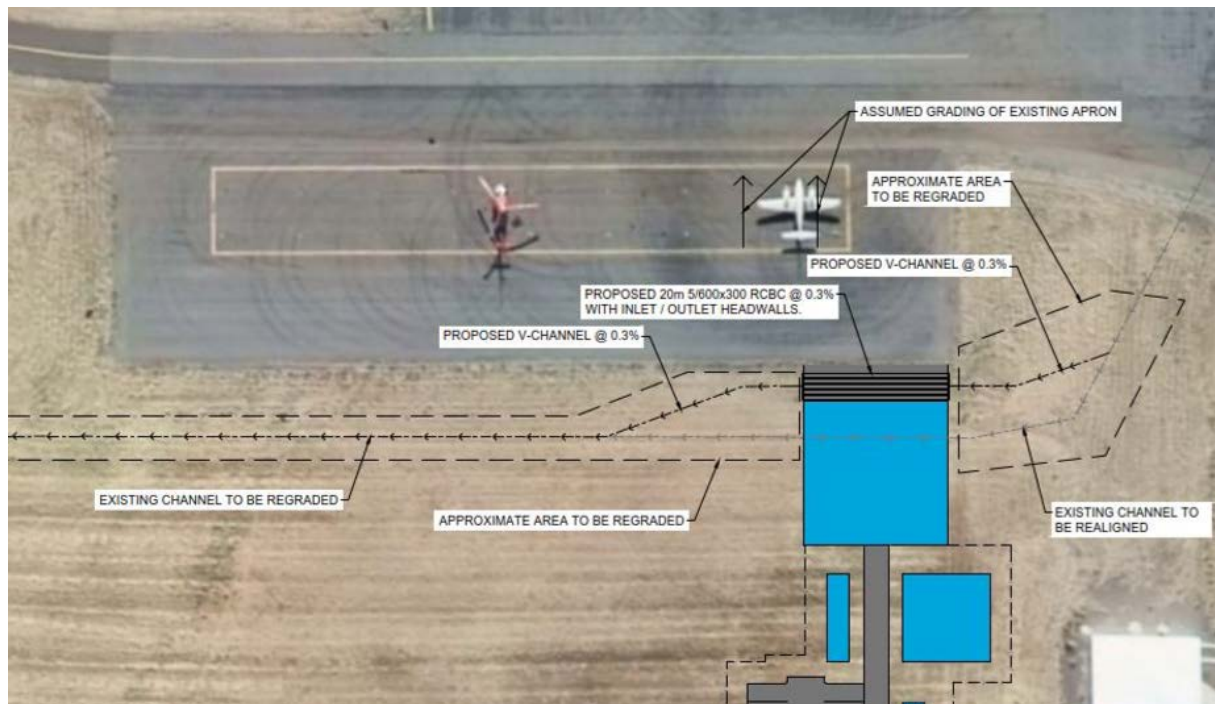 ASSUMED GRADING OF EXISTING APRON
APPROXIMATE AREA
TO BE REGRADED
PROPOSED V-CHANNEL @ 0.3%
PROPOSED 20m 5/600x300 RCBC @ 0.3%
WITH INLET / OUTLET HEADWALLS.
PROPOSED V-CHANNEL @ 0.3%
EXISTING CHANNEL TO BE REGRADED
APPROXIMATE AREA TO BE REGRADED
EXISTING CHANNEL TO
BE REALIGNED